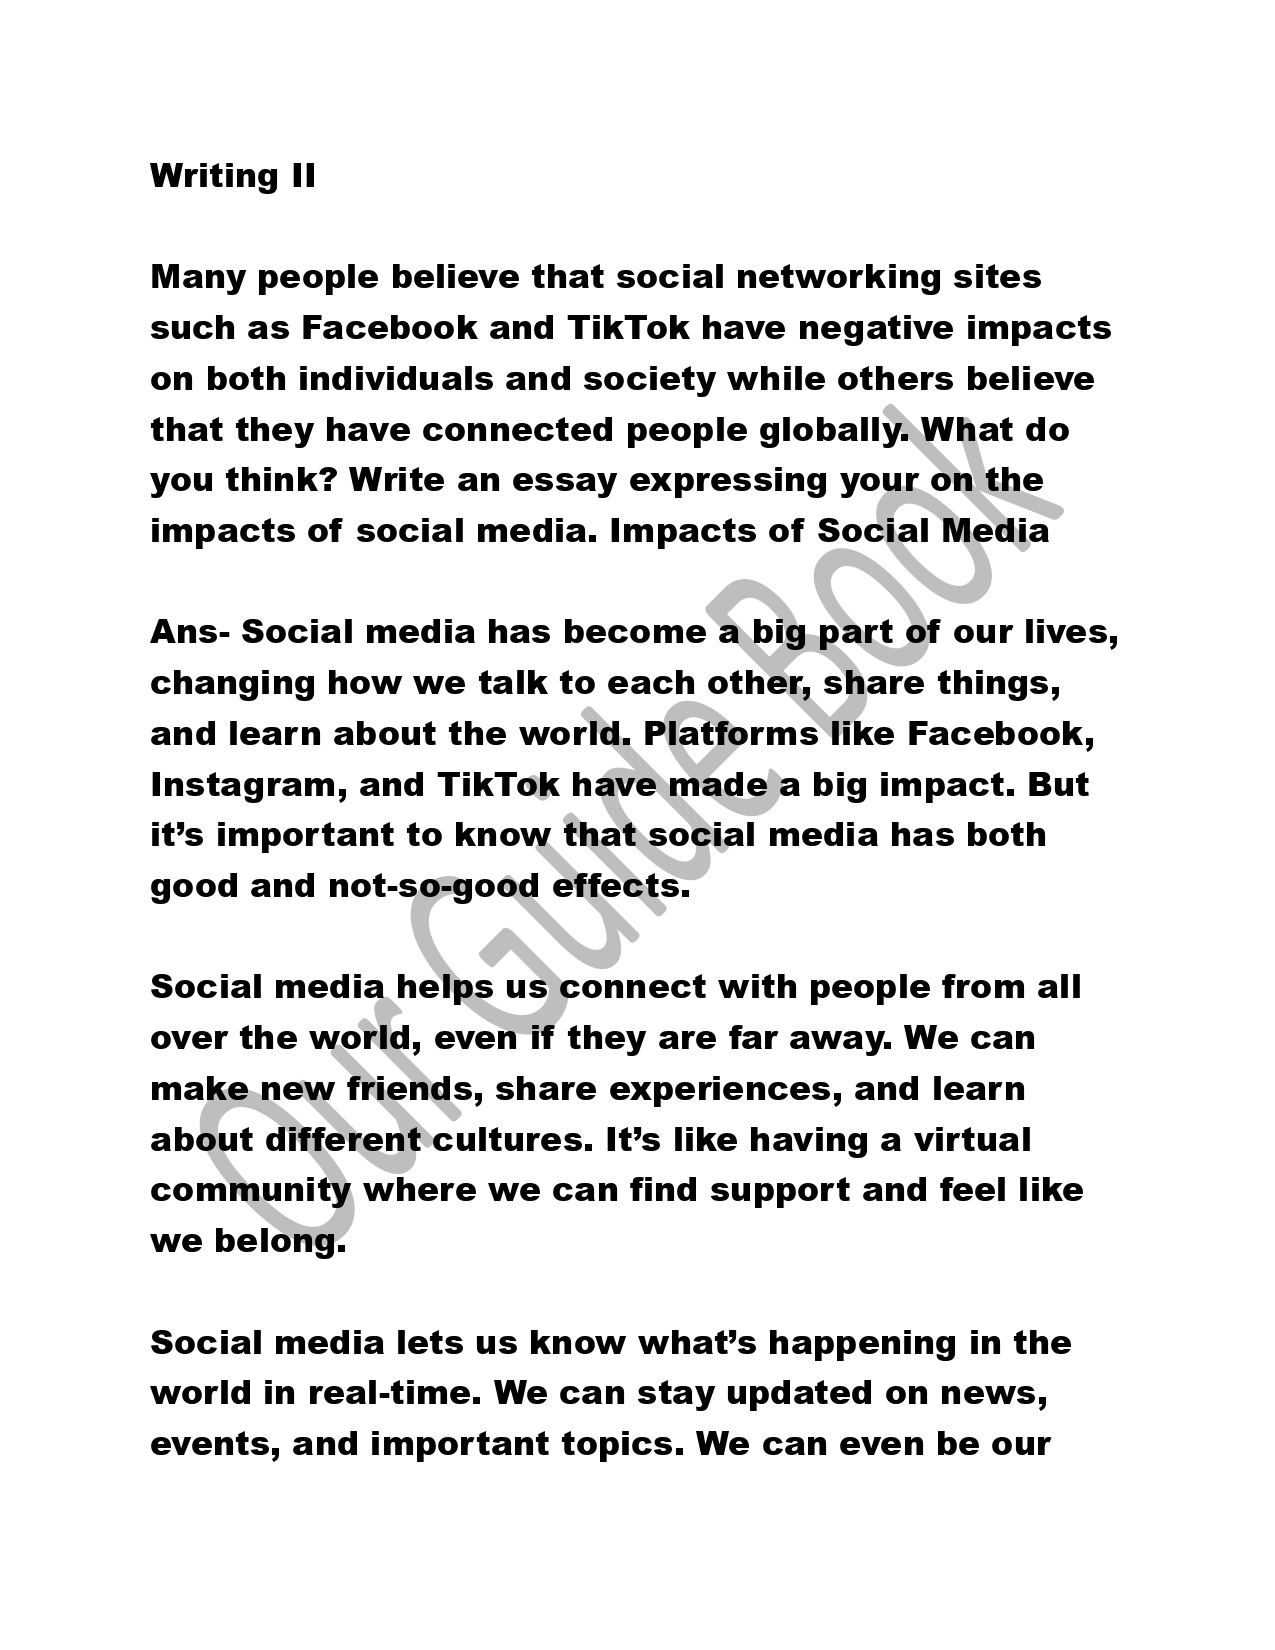 Writing II
Many people believe that social networking sites
such as Facebook and TikTok have negative impacts
on both individuals and society while others believe
that they have connected people globally. What do
you think? Write an essay expressing your on the
impacts of social media. Impacts of Social Media
Ans- Social media has become a big part of our lives,
changing how we talk to each other, share things,
and learn about the world. Platforms like Facebook,
Instagram, and TikTok have made a big impact. But
it’s important to know that social media has both
good and not-so-good effects.
Social media helps us connect with people from all
over the world, even if they are far away. We can
make new friends, share experiences, and learn
about different cultures. It’s like having a virtual
community where we can find support and feel like
we belong.
Social media lets us know what’s happening in the
world in real-time. We can stay updated on news,
events, and important topics. We can even be our
Our Guide Book